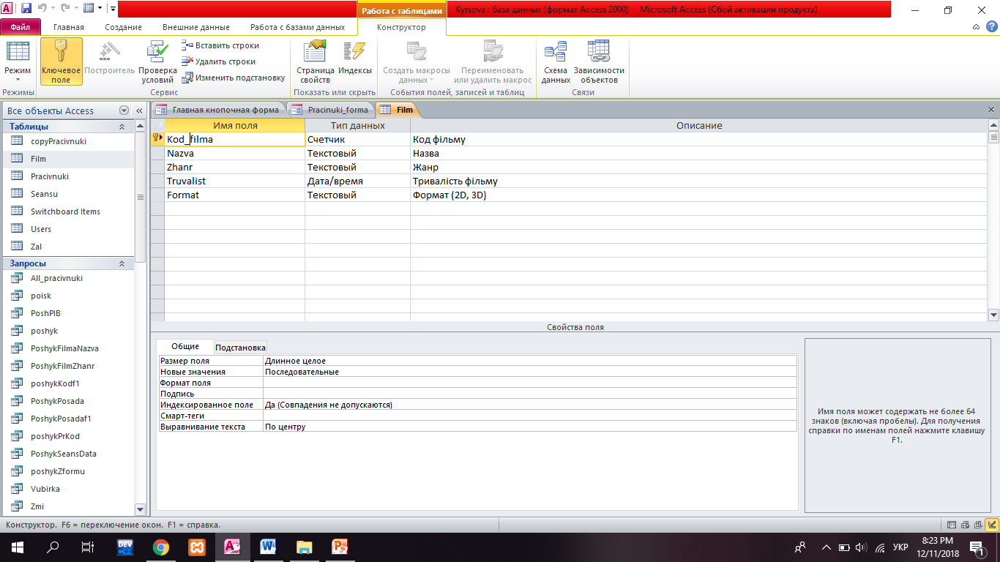 Работа с таблицами
Kyrsova : база данных (формат Access 2000) - Microsoft Access (Сбой активации продукта)
Файл
Главная
Создание
Внешние данные
Работа с базами данных
Конструктор
Режим
Ключевое поле
Построитель
Проверка условий
Вставить строки
Удалить строки
Изменить подстановку
Страница свойств
Индексы
Создать макросы данных
Переименовать или удалить макрос
Схема данных
Зависимости объектов
Режимы
Сервис
Показать или скрыть
События полей, записей и таблиц
Связи
Все объекты Access
Таблицы
copyPracivnuki
Film
Pracivnuki
Seansu
Switchboard Items
Users
Zal
Запросы
All_pracivnuki
poisk
PoshPIB
poshyk
PoshykFilmaNazva
PoshykFilmZhanr
poshykKodf1
PoshykPosada
PoshykPosadaf1
poshykPrKod
PoshykSeansData
poshykZformu
Vubirka
Zmi
Главная кнопочная форма
Pracinuki_forma
Film
Имя поля Тип данных Описание
Kod_filma Счетчик Код фільму
Nazva Текстовый Назва
Zhanr Текстовый Жанр
Truvalist Дата/время Тривалість фільму
Format Текстовый Формат (2D, 3D)
Свойства поля
Общие
Подстановка
Размер поля Длинное целое
Новые значения Последовательные
Формат поля
Подпись
Индексированное поле Да (Совпадения не допускаются)
Смарт-теги
Выравнивание текста По центру
Имя поля может содержать не более 64
знаков (включая пробелы). Для получения
справки по именам полей нажмите клавишу
F1.
Конструктор. F6 = переключение окон. F1 = справка.
DEV
УКР
8:23 PM
12/11/2018
1